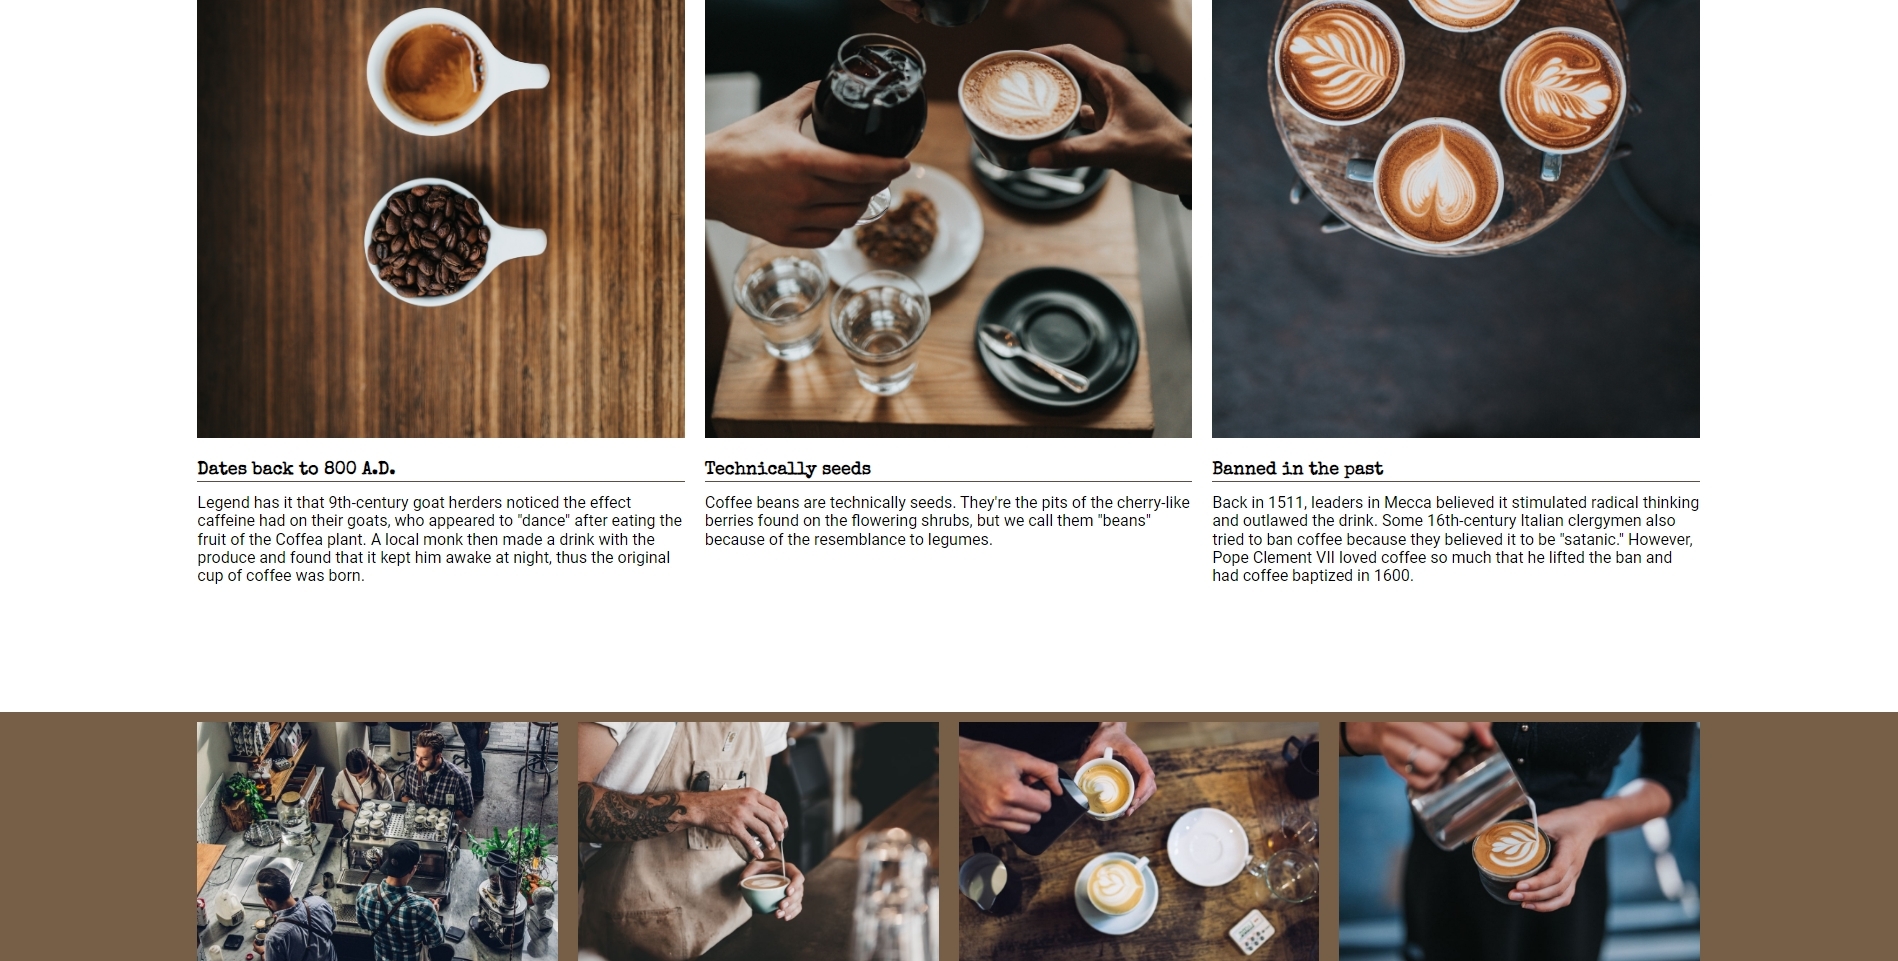 Dates back to 800 A.D.
Legend has it that 9th-century goat herders noticed the effect
caffeine had on their goats, who appeared to "dance" after eating the
fruit of the Coffea plant. A local monk then made a drink with the
produce and found that it kept him awake at night, thus the original
cup of coffee was born.
Technically seeds
Coffee beans are technically seeds. They're the pits of the cherry-like
berries found on the flowering shrubs, but we call them "beans"
because of the resemblance to legumes.
Banned in the past
Back in 1511, leaders in Mecca believed it stimulated radical thinking
and outlawed the drink. Some 16th-century Italian clergymen also
tried to ban coffee because they believed it to be "satanic." However,
Pope Clement VII loved coffee so much that he lifted the ban and
had coffee baptized in 1600.